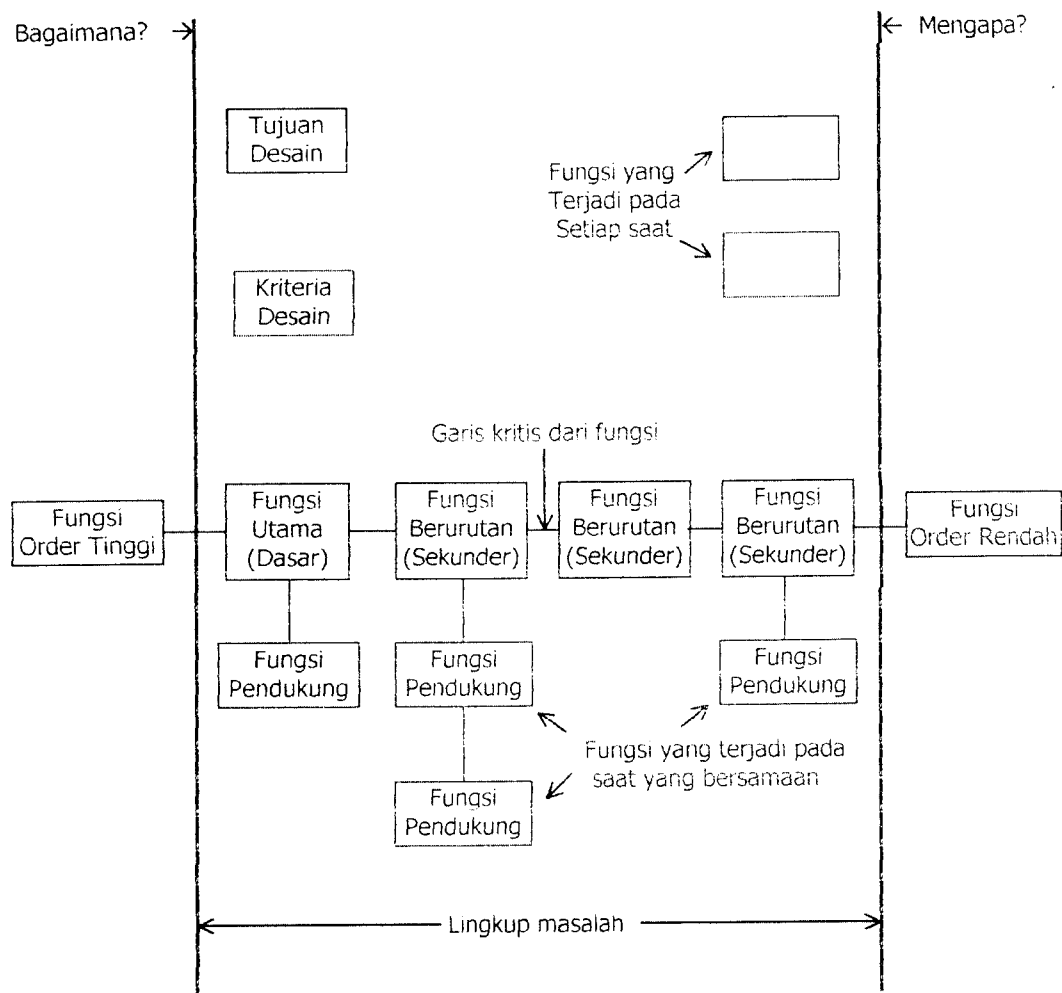 Bagaimana?
Mengapa?
Tujuan
Desain
Fungsi yang
Terjadi pada
Setiap saat
Kriteria
Desain
Garis kritis dari fungsi
Fungsi
Order Tinggi
Fungsi
Utama
(Dasar)
Fungsi
Berurutan
(Sekunder)
Fungsi
Berurutan
(Sekunder)
Fungsi
Berurutan
(Sekunder)
Fungsi
Order Rendah
Fungsi
Pendukung
Fungsi
Pendukung
Fungsi
Pendukung
Fungsi yang terjadi pada
saat yang bersamaan
Fungsi
Pendukung
Lingkup masalah